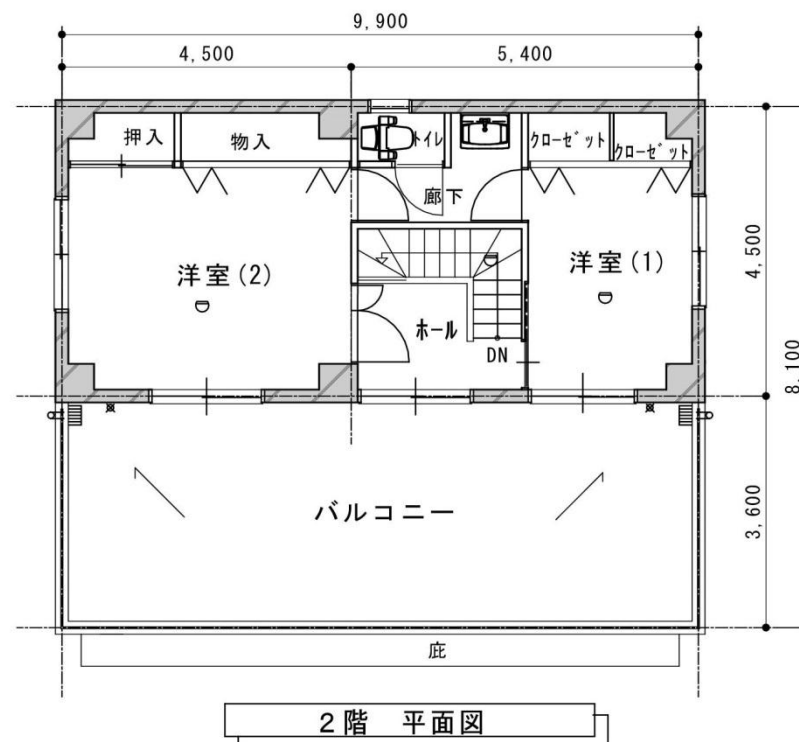 9,900
4,500
5,400
押入
物入
トイレ
クローゼット
クローゼット
廊下
洋室(2)
洋室(1)
ホール
DN
4,500
8,100
3,600
バルコニー
庇
2階 平面図